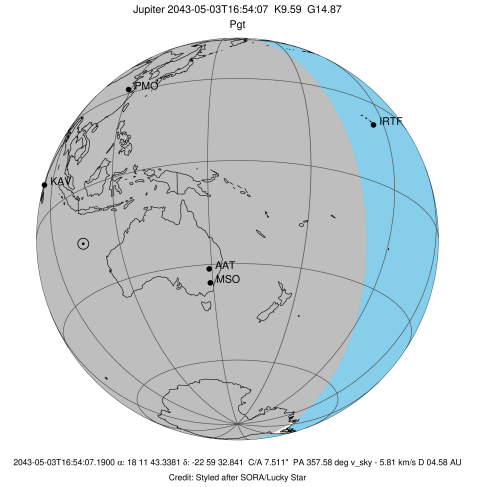 Jupiter 2043-05-03T16:54:07  K9.59  G14.87
Pgt
PMO
IRTF
KAV
AAT
MSO
2043-05-03T16:54:07.1900 α: 18 11 43.3381 δ: -22 59 32.841  C/A 7.511"  PA 357.58 deg v_sky - 5.81 km/s D 04.58 AU
Credit: Styled after SORA/Lucky Star